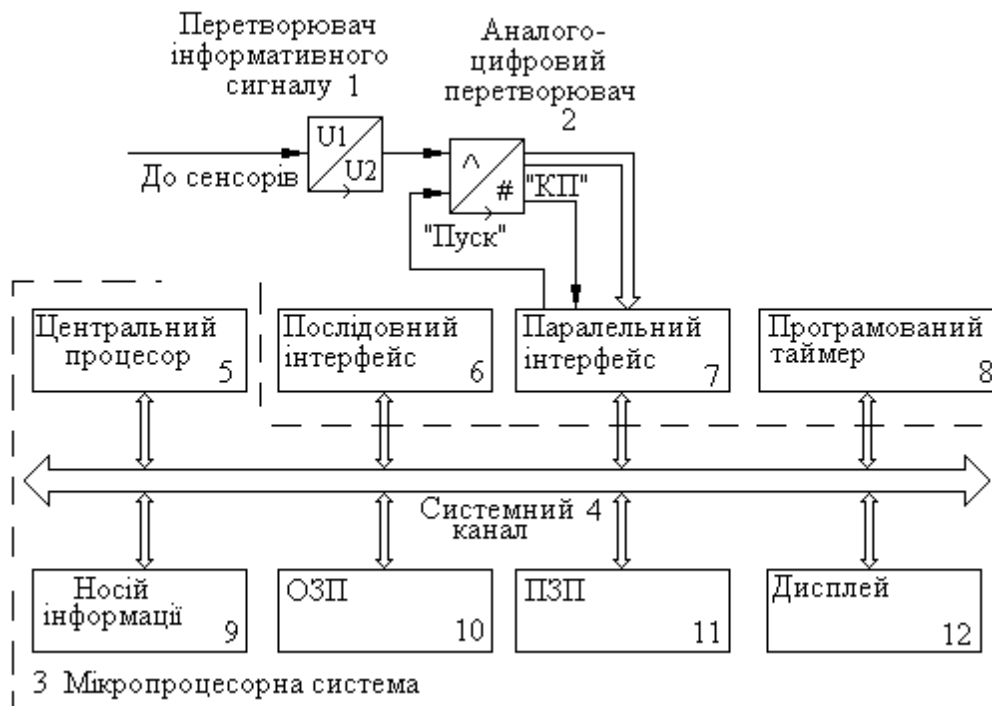 Перетворювач
інформативного
сигналу 1
Аналого-
цифровий
перетворювач
2
U1
U2
До сенсорів
^
#
"КП"
"Пуск"
Центральний
процесор
5
Послідовний
інтерфейс
6
Паралельний
інтерфейс
7
Програмований
таймер
8
Системний 4
канал
Носій
інформації
9
ОЗП
10
ПЗП
11
Дисплей
12
3 Мікропроцесорна система